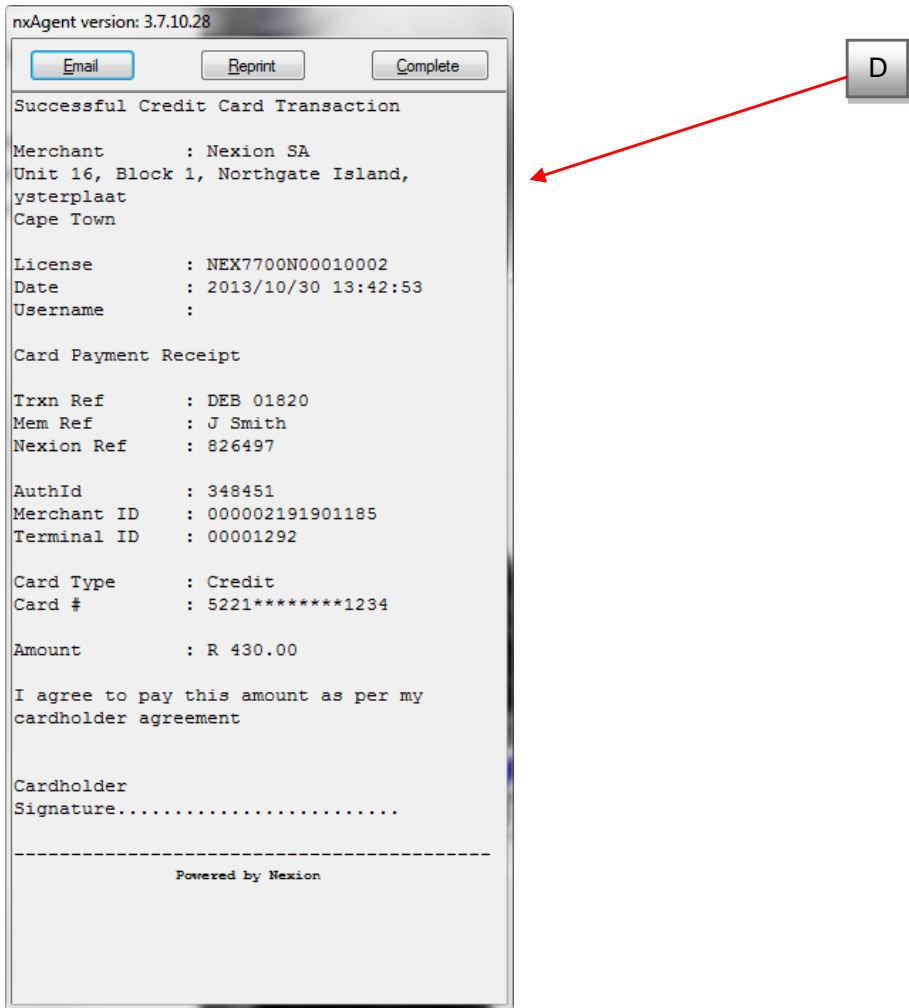 nxAgent version: 3.7.10.28
Email Reprint Complete
D
Successful Credit Card Transaction
Merchant : Nexion SA
Unit 16, Block 1, Northgate Island,
ysterplaat
Cape Town
License : NEX7700N00010002
Date : 2013/10/30 13:42:53
Username :
Card Payment Receipt
Trxn Ref : DEB 01820
Mem Ref : J Smith
Nexion Ref : 826497
AuthId : 348451
Merchant ID : 000002191901185
Terminal ID : 00001292
Card Type : Credit
Card # : 5221********1234
Amount : R 430.00
I agree to pay this amount as per my
cardholder agreement
Cardholder
Signature.........................
------------------------------------------
Powered by Nexion